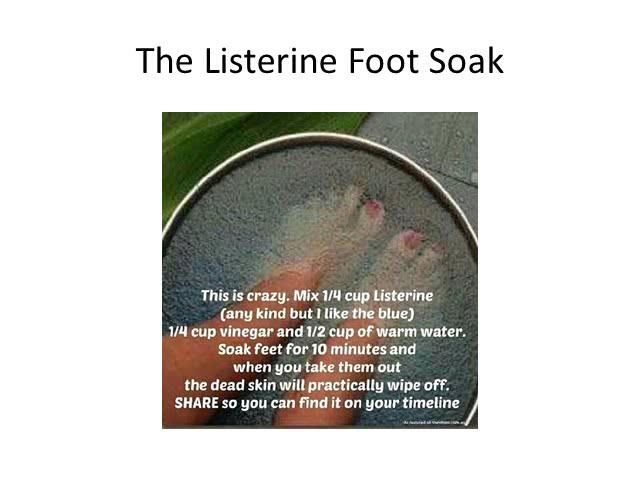 The Listerine Foot Soak
This is crazy. Mix 1/4 cup Listerine
(any kind but I like the blue)
1/4 cup vinegar and 1/2 cup of warm water.
Soak feet for 10 minutes and
when you take them out
the dead skin will practically wipe off.
SHARE so you can find it on your timeline